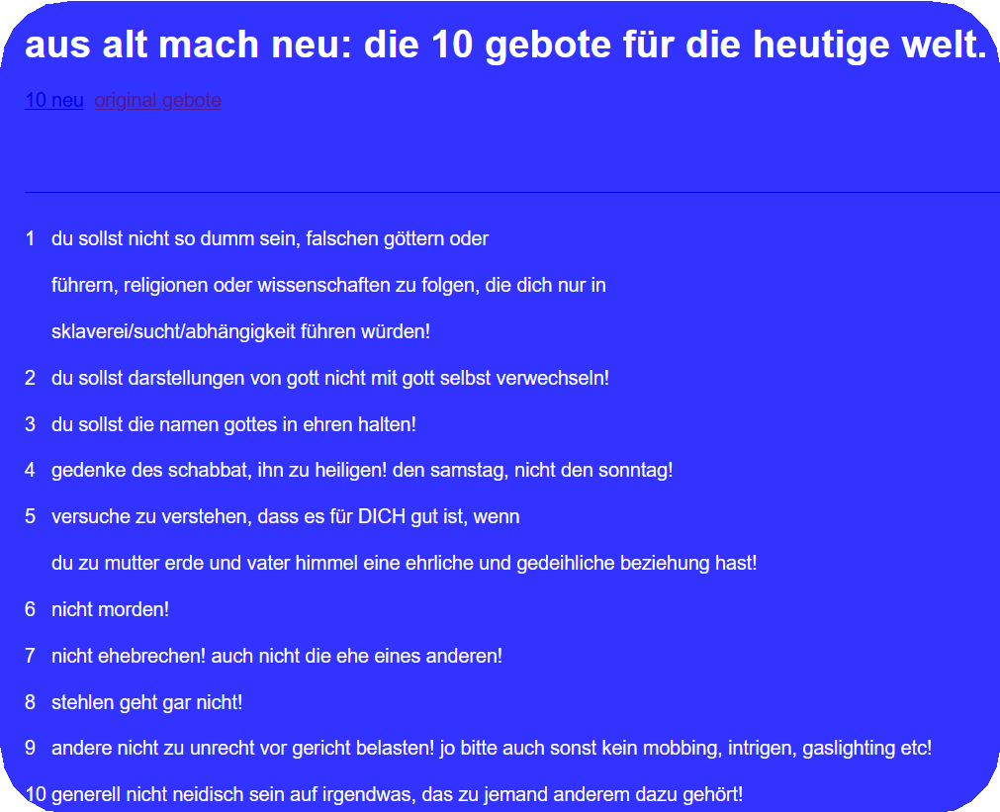 aus alt mach neu: die 10 gebote für die heutige welt.
10 neu original gebote
1 du sollst nicht so dumm sein, falschen göttern oder
führern, religionen oder wissenschaften zu folgen, die dich nur in
sklaverei/sucht/abhängigkeit führen würden!
2 du sollst darstellungen von gott nicht mit gott selbst verwechseln!
3 du sollst die namen gottes in ehren halten!
4 gedenke des schabbat, ihn zu heiligen! den samstag, nicht den sonntag!
5 versuche zu verstehen, dass es für DICH gut ist, wenn
du zu mutter erde und vater himmel eine ehrliche und gedeihliche beziehung hast!
6 nicht morden!
7 nicht ehebrechen! auch nicht die ehe eines anderen!
8 stehlen geht gar nicht!
9 andere nicht zu unrecht vor gericht belasten! jo bitte auch sonst kein mobbing, intrigen, gaslighting etc!
10 generell nicht neidisch sein auf irgendwas, das zu jemand anderem dazu gehört!